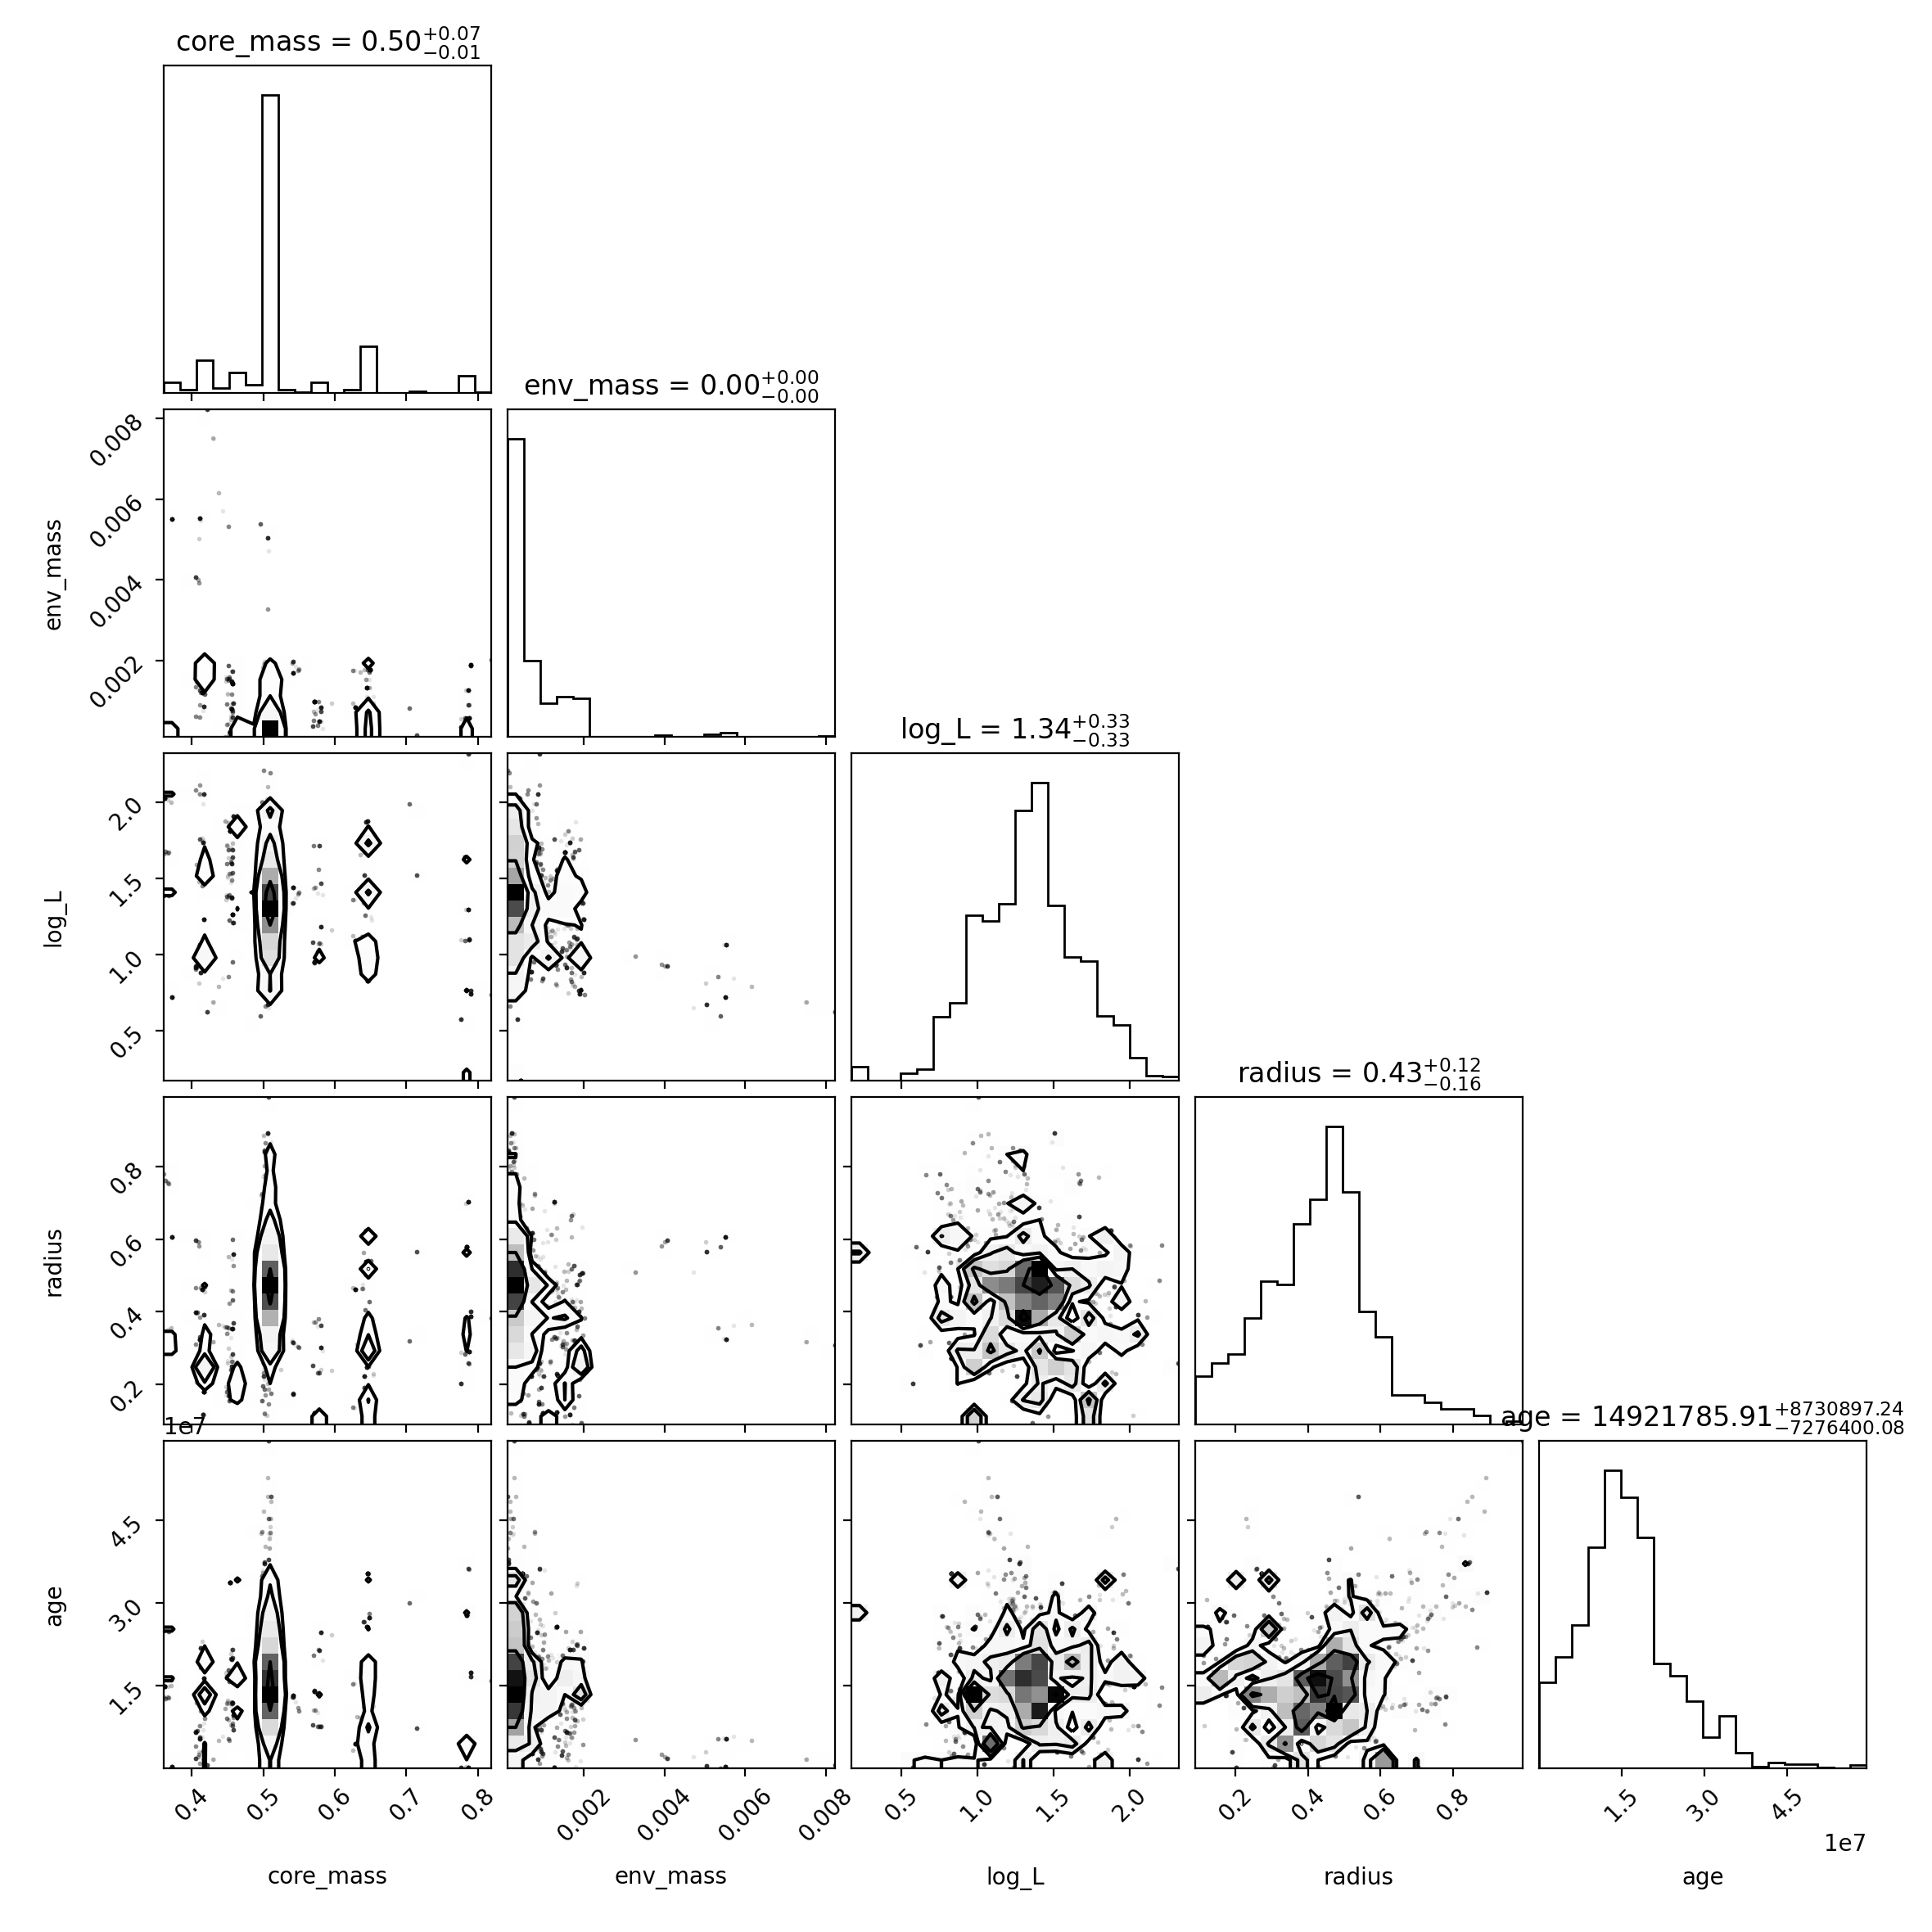 core_mass = 0.50 +0.07 −0.01
env_mass = 0.00 +0.00 −0.00
0.008
0.006
0.004
0.002
env_mass
log_L = 1.34 +0.33 −0.33
2.0
1.5
1.0
0.5
log_L
radius = 0.43 +0.12 −0.16
0.8
0.6
0.4
0.2
radius
1e7
age = 14921785.91 +8730897.24 −7276400.08
4.5
3.0
1.5
age
0.4 0.5 0.6 0.7 0.8
0.002 0.004 0.006 0.008
0.5 1.0 1.5 2.0
0.2 0.4 0.6 0.8
1.5 3.0 4.5
1e7
core_mass env_mass log_L radius age